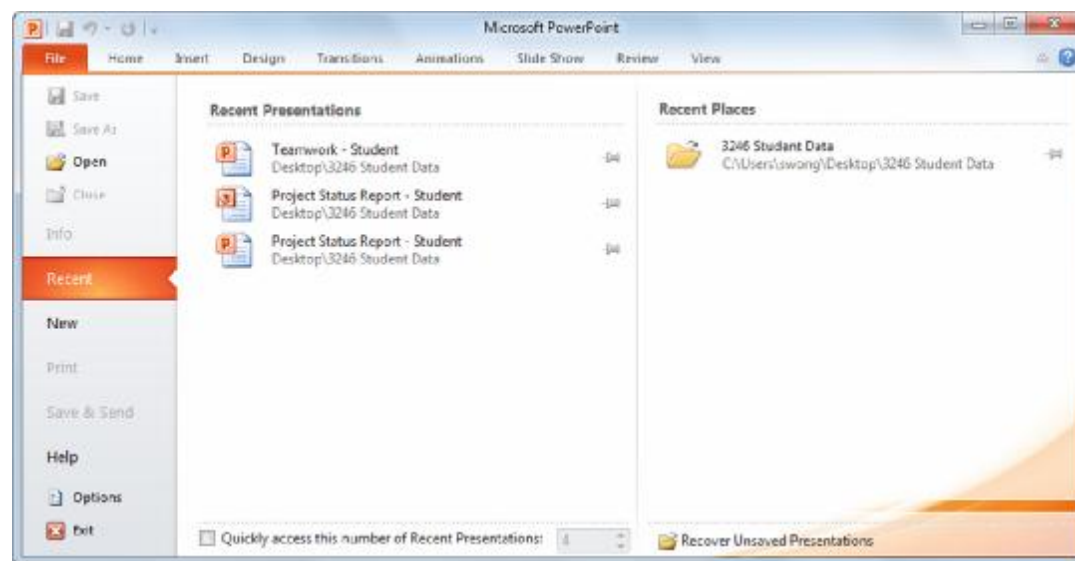 Microsoft PowerPoint
File Home Insert Design Transitions Animations Slide Show Review View
Save
Save As
Open
Close
Info
Recent
New
Print
Save & Send
Help
Options
Exit
Recent Presentations
Teamwork - Student
Desktop\3246 Student Data
Project Status Report - Student
Desktop\3246 Student Data
Project Status Report - Student
Desktop\3246 Student Data
Quickly access this number of Recent Presentations: 4
Recent Places
3246 Student Data
C:\Users\swong\Desktop\3246 Student Data
Recover Unsaved Presentations